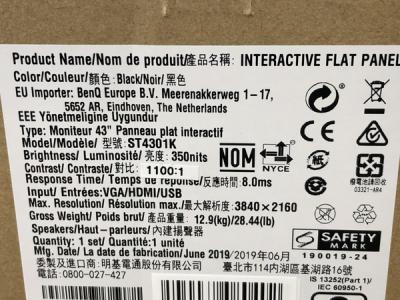 Product Name/Nom de produit/產品名稱: INTERACTIVE FLAT PANEL
Color/Couleur/顏色: Black/Noir/黑色
EU Importer: BenQ Europe B.V. Meerenakkerweg 1-17,
5652 AR, Eindhoven, The Netherlands
EEE Yönetmeligine Uygundur
Type: Moniteur 43" Panneau plat interactif
Model/Modèle/ 型號:ST4301K
Brightness/ Luminosité/亮度:350nits
Contrast/ Contraste/對比: 1100:1
Response Time/ Temps de réponse/反應時間: 8.0ms
Input/ Entrées:VGA/HDMI/USB
Max. Resolution/ Résolution max./最大解析度: 3840 × 2160
Gross Weight/ Poids brut/ 產品重量: 12.9(kg)/28.44(lb)
Speakers/Haut-parleurs/ 內建揚聲器
Quantity: 1 set/ Quantité: 1 unité
Mfg. Date/ La date de fabrication/: June 2019/2019年06月
委製及進口商:明基電通股份有限公司 臺北市114內湖區基湖路16號
電話:0800-027-427
NOM
NYCE
紙
廢電池請回收
03321-AR4
SAFETY
MARK
190019-24
IS 13252(Part 1)/
IEC 60950-1